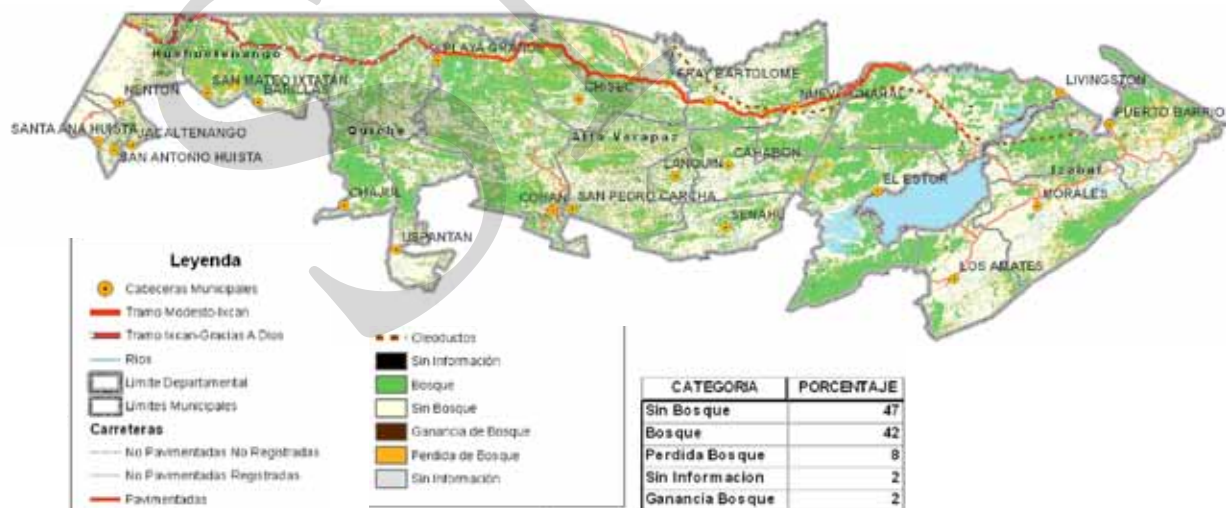 Huehuetenango
PLAYA GRANDE
FRAY BARTOLOME
LIVINGSTON
SAN MATEO IXTATAN
NENTON
BARILLAS
CHISEC
NUEVO CHAHAC
PUERTO BARRIO
SANTA ANA HUISTA
JACALTENANGO
Quiche
Alta Verapaz
SAN ANTONIO HUISTA
LANQUIN
CAHABON
Izabal
CHAJUL
COBAN
SAN PEDRO CARCHA
EL ESTOR
MORALES
SENAHU
USPANTAN
LOS AMATES
Leyenda
Cabeceras Municipales
Tramo Modesto-Ixcan
Tramo Ixcan-Gracias A Dios
Rios
Limite Departamental
Limites Municipales
Carreteras
No Pavimentadas No Registradas
No Pavimentadas Registradas
Pavimentadas
Oleoductos
Sin Información
Bosque
Sin Bosque
Ganancia de Bosque
Perdida de Bosque
Sin Información
CATEGORIA PORCENTAJE
Sin Bosque 47
Bosque 42
Perdida Bosque 8
Sin Informacion 2
Ganancia Bosque 2